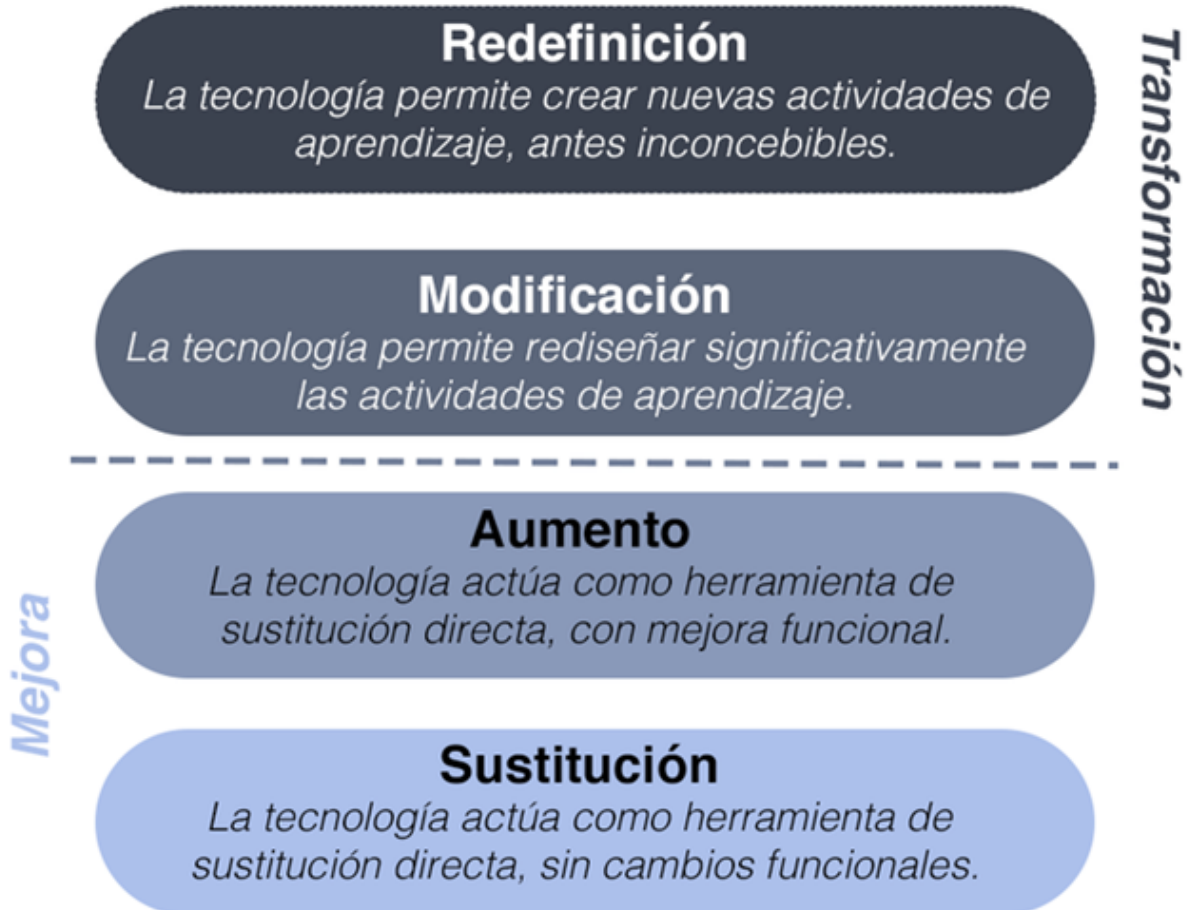 Redefinición
La tecnología permite crear nuevas actividades de
aprendizaje, antes inconcebibles.
Transformación
Modificación
La tecnología permite rediseñar significativamente
las actividades de aprendizaje.
Aumento
La tecnología actúa como herramienta de
sustitución directa, con mejora funcional.
Mejora
Sustitución
La tecnología actúa como herramienta de
sustitución directa, sin cambios funcionales.